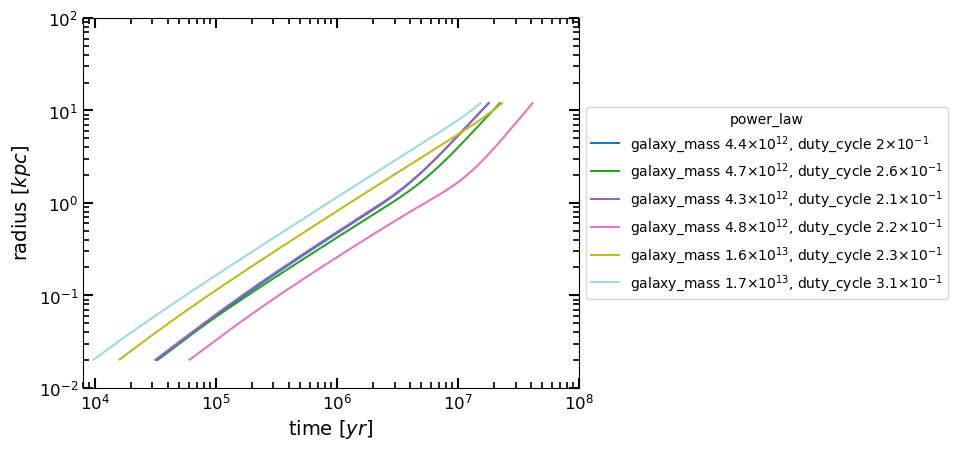 10²
10¹
10⁰
10⁻¹
10⁻²
radius [kpc]
10⁴ 10⁵ 10⁶ 10⁷ 10⁸
time [yr]
power_law
galaxy_mass 4.4×10¹², duty_cycle 2×10⁻¹
galaxy_mass 4.7×10¹², duty_cycle 2.6×10⁻¹
galaxy_mass 4.3×10¹², duty_cycle 2.1×10⁻¹
galaxy_mass 4.8×10¹², duty_cycle 2.2×10⁻¹
galaxy_mass 1.6×10¹³, duty_cycle 2.3×10⁻¹
galaxy_mass 1.7×10¹³, duty_cycle 3.1×10⁻¹